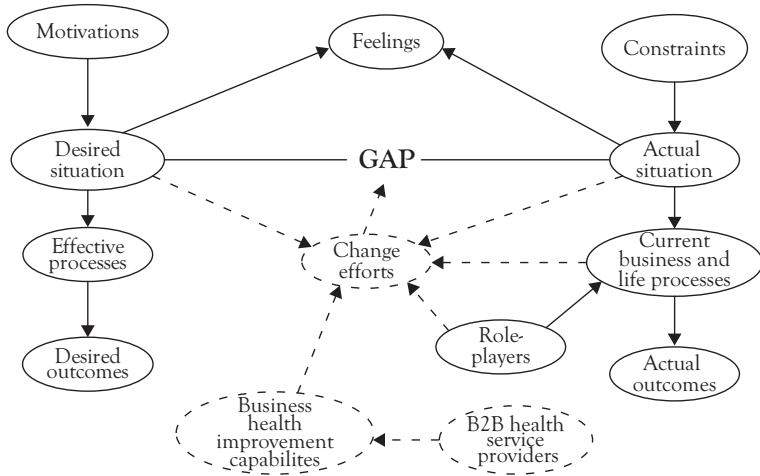 Motivations
Feelings
Constraints
Desired
situation
GAP
Actual
situation
Effective
processes
Change
efforts
Current
business and
life processes
Desired
outcomes
Role-
players
Actual
outcomes
Business
health
improvement
capabilites
B2B health
service
providers